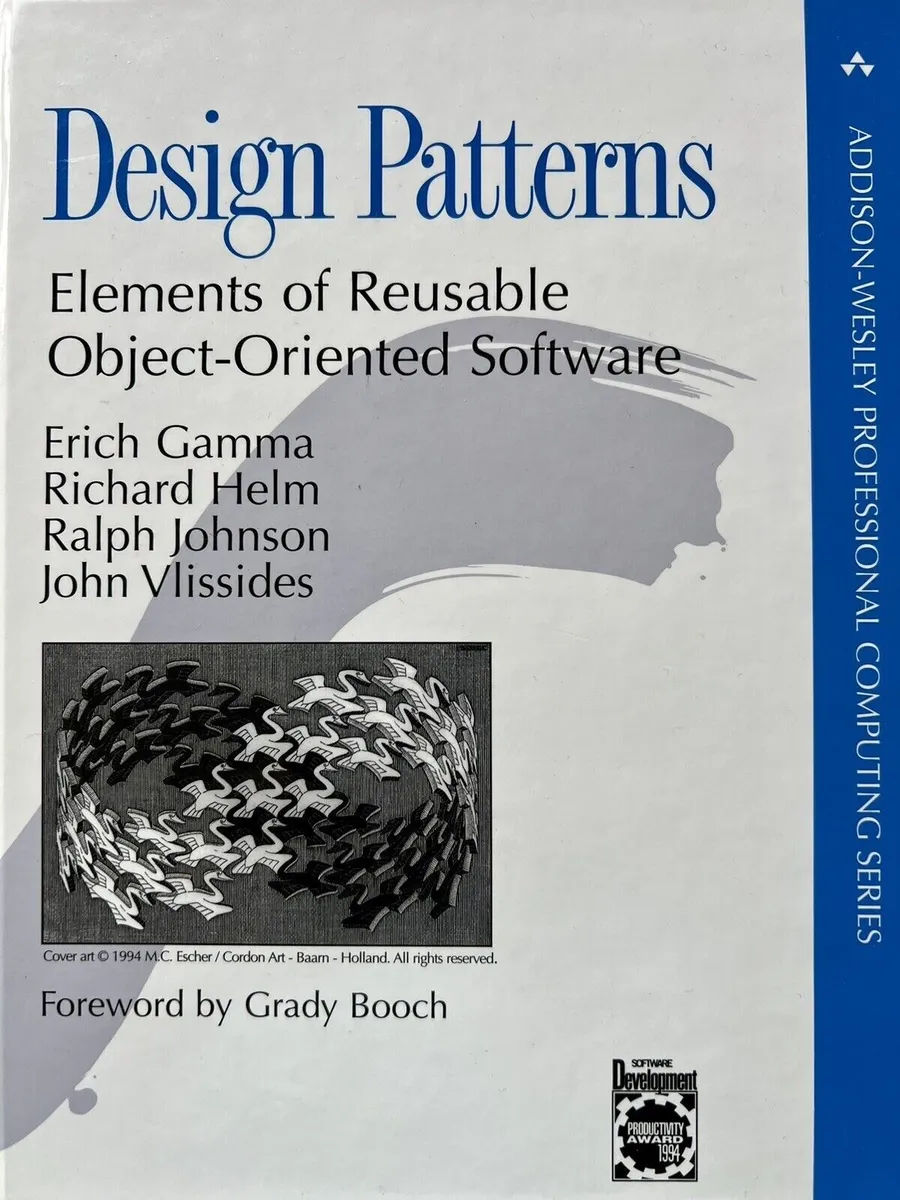 Design Patterns
Elements of Reusable
Object-Oriented Software
Erich Gamma
Richard Helm
Ralph Johnson
John Vlissides
Cover art © 1994 M.C. Escher / Cordon Art - Baarn - Holland. All rights reserved.
Foreword by Grady Booch
SOFTWARE
Development
PRODUCTIVITY
AWARD
1994
ADDISON-WESLEY PROFESSIONAL COMPUTING SERIES